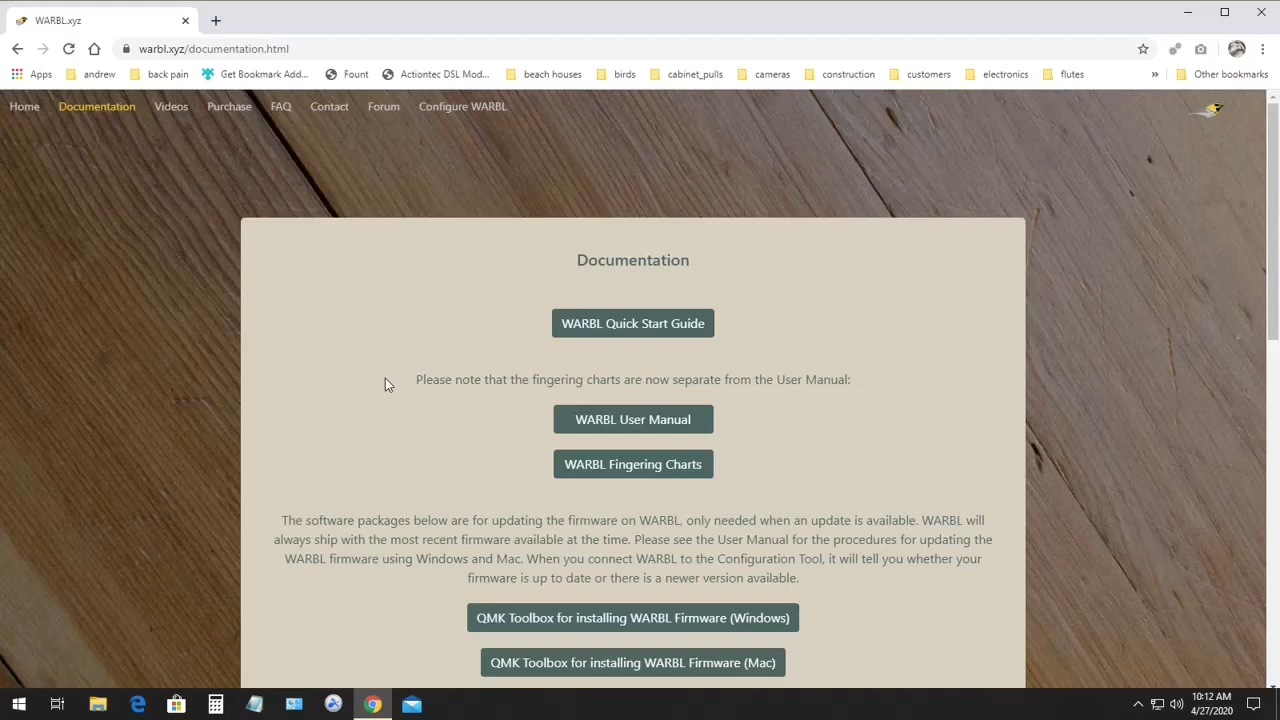 WARBL.xyz
warbl.xyz/documentation.html
Apps andrew back pain Get Bookmark Add... Fount Actiontec DSL Mod... beach houses birds cabinet_pulls cameras construction customers electronics flutes » Other bookmarks
Home Documentation Videos Purchase FAQ Contact Forum Configure WARBL
Documentation
WARBL Quick Start Guide
Please note that the fingering charts are now separate from the User Manual:
WARBL User Manual
WARBL Fingering Charts
The software packages below are for updating the firmware on WARBL, only needed when an update is available. WARBL will
always ship with the most recent firmware available at the time. Please see the User Manual for the procedures for updating the
WARBL firmware using Windows and Mac. When you connect WARBL to the Configuration Tool, it will tell you whether your
firmware is up to date or there is a newer version available.
QMK Toolbox for installing WARBL Firmware (Windows)
QMK Toolbox for installing WARBL Firmware (Mac)
10:12 AM
4/27/2020